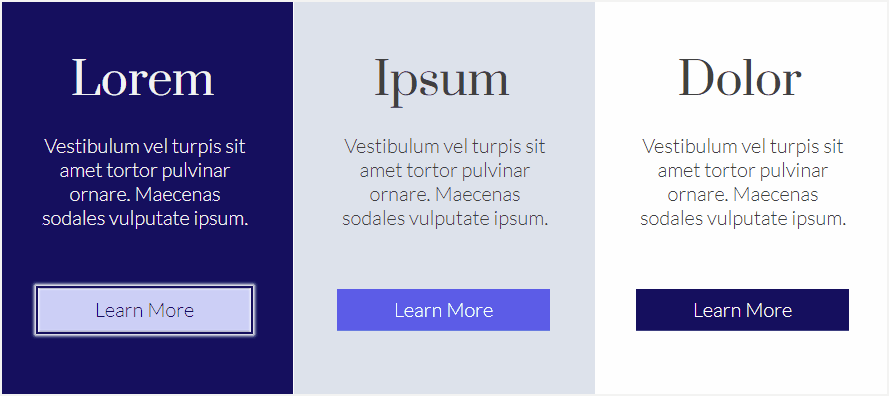 Lorem
Vestibulum vel turpis sit
amet tortor pulvinar
ornare. Maecenas
sodales vulputate ipsum.
Learn More
Ipsum
Vestibulum vel turpis sit
amet tortor pulvinar
ornare. Maecenas
sodales vulputate ipsum.
Learn More
Dolor
Vestibulum vel turpis sit
amet tortor pulvinar
ornare. Maecenas
sodales vulputate ipsum.
Learn More